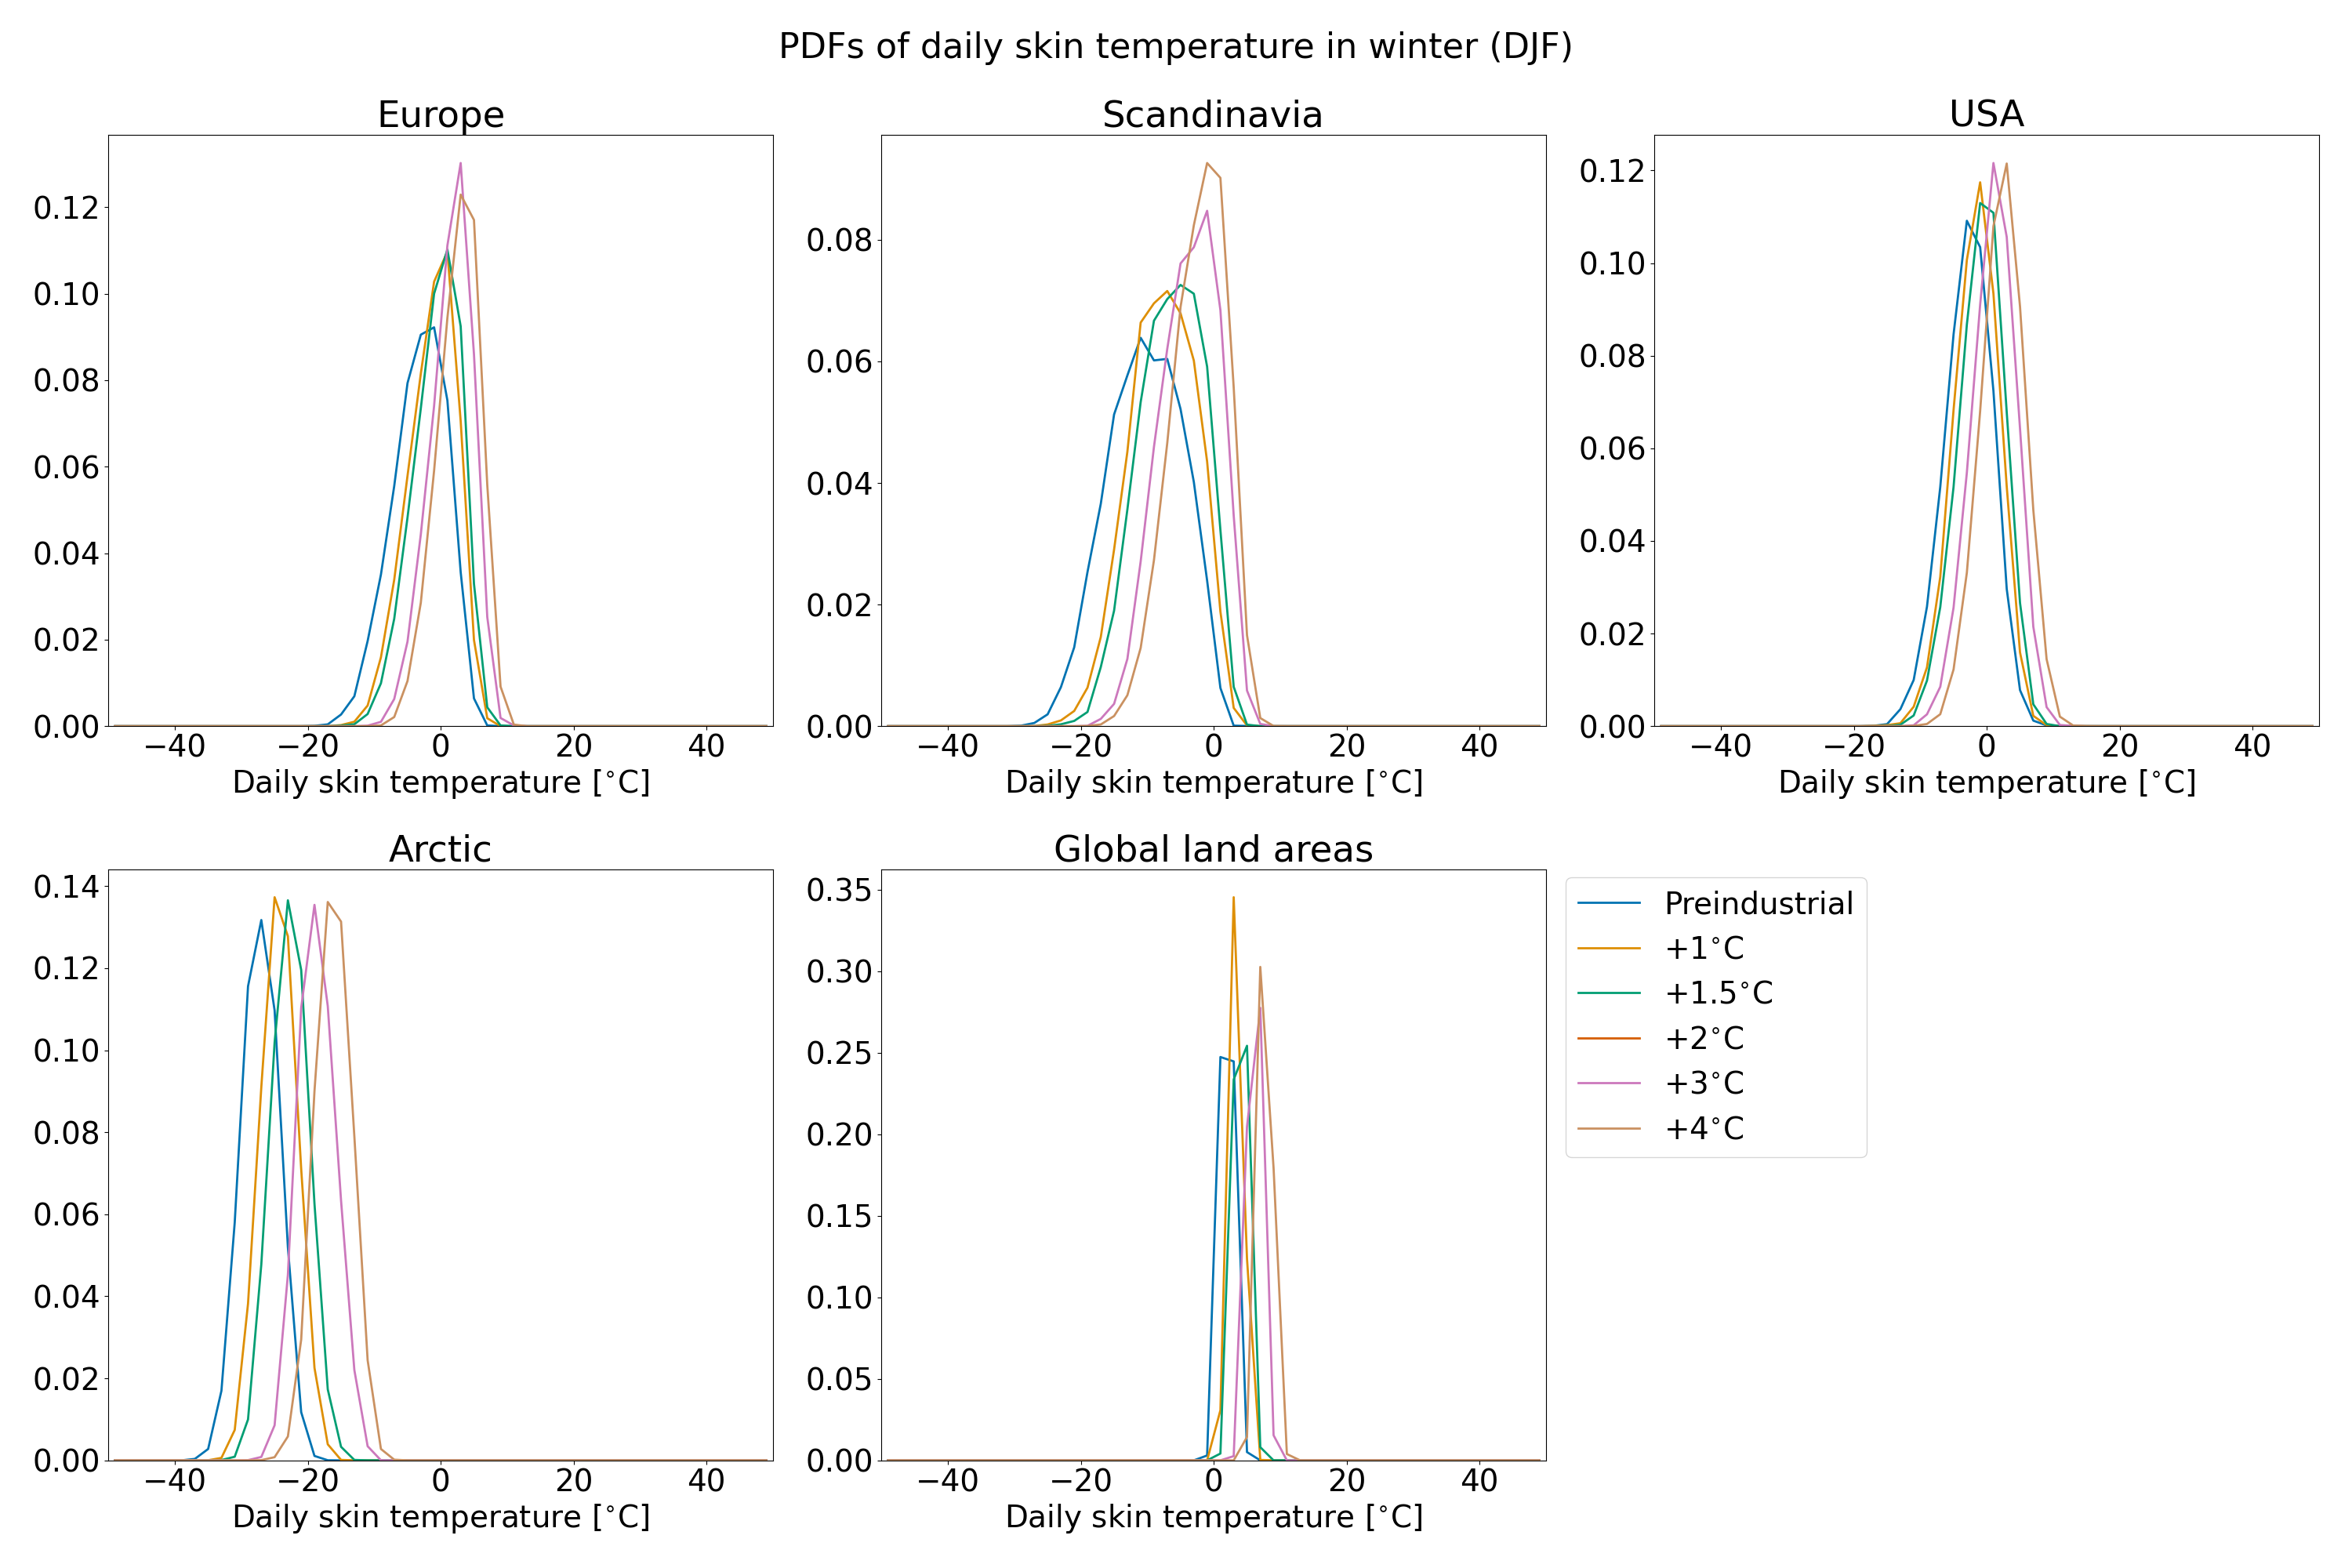 PDFs of daily skin temperature in winter (DJF)
Europe
0.12
0.10
0.08
0.06
0.04
0.02
0.00
−40 −20 0 20 40
Daily skin temperature [°C]
Scandinavia
0.08
0.06
0.04
0.02
0.00
−40 −20 0 20 40
Daily skin temperature [°C]
USA
0.12
0.10
0.08
0.06
0.04
0.02
0.00
−40 −20 0 20 40
Daily skin temperature [°C]
Arctic
0.14
0.12
0.10
0.08
0.06
0.04
0.02
0.00
−40 −20 0 20 40
Daily skin temperature [°C]
Global land areas
0.35
0.30
0.25
0.20
0.15
0.10
0.05
0.00
−40 −20 0 20 40
Daily skin temperature [°C]
Preindustrial
+1°C
+1.5°C
+2°C
+3°C
+4°C